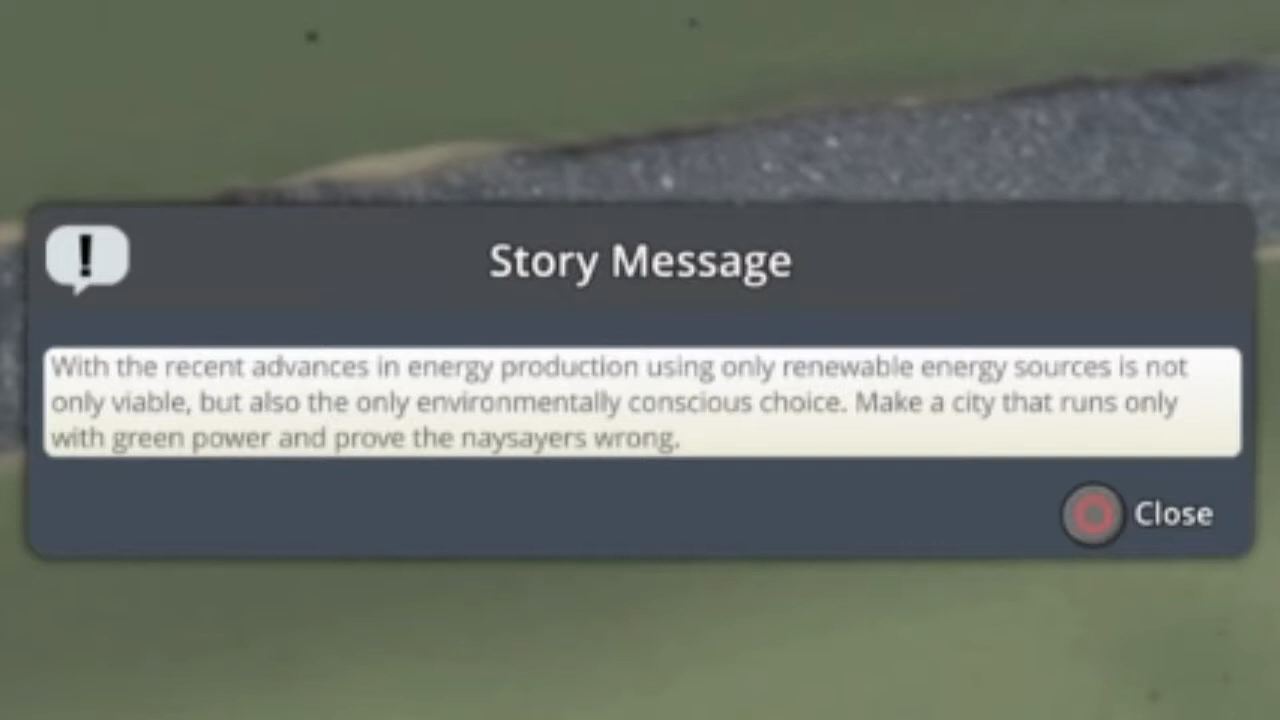 !
Story Message
With the recent advances in energy production using only renewable energy sources is not
only viable, but also the only environmentally conscious choice. Make a city that runs only
with green power and prove the naysayers wrong.
Close